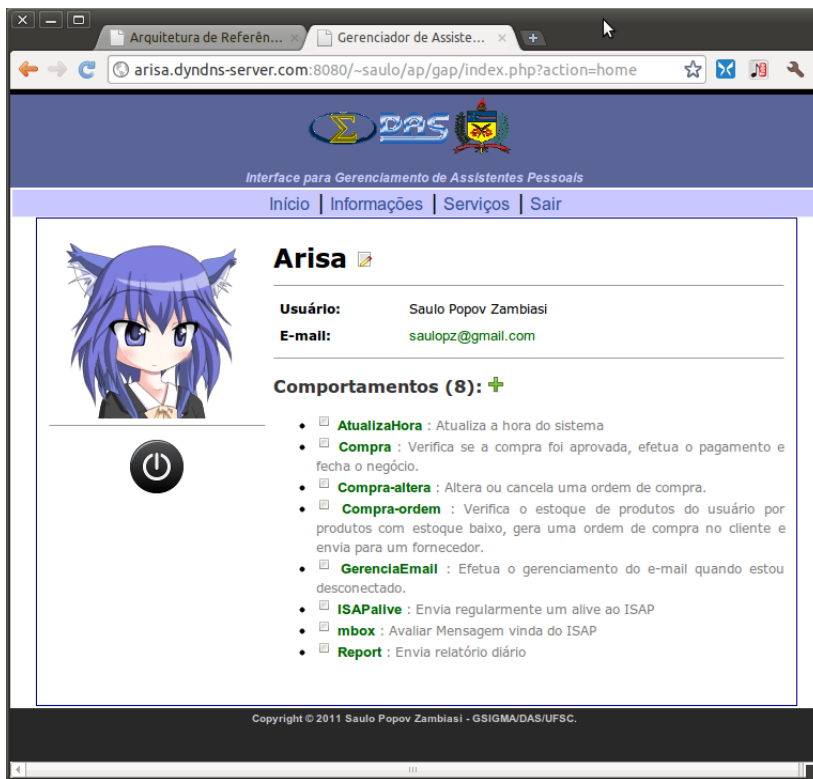 Arquitetura de Referên... ×
Gerenciador de Assiste... ×
arisa.dyndns-server.com:8080/~saulo/ap/gap/index.php?action=home
Σ DAS
Interface para Gerenciamento de Assistentes Pessoais
Início | Informações | Serviços | Sair
Arisa
Usuário: Saulo Popov Zambiasi
E-mail: saulopz@gmail.com
Comportamentos (8):
• AtualizaHora : Atualiza a hora do sistema
• Compra : Verifica se a compra foi aprovada, efetua o pagamento e
fecha o negócio.
• Compra-altera : Altera ou cancela uma ordem de compra.
• Compra-ordem : Verifica o estoque de produtos do usuário por
produtos com estoque baixo, gera uma ordem de compra no cliente e
envia para um fornecedor.
• GerenciaEmail : Efetua o gerenciamento do e-mail quando estou
desconectado.
• ISAPalive : Envia regularmente um alive ao ISAP
• mbox : Avaliar Mensagem vinda do ISAP
• Report : Envia relatório diário
Copyright © 2011 Saulo Popov Zambiasi - GSIGMA/DAS/UFSC.